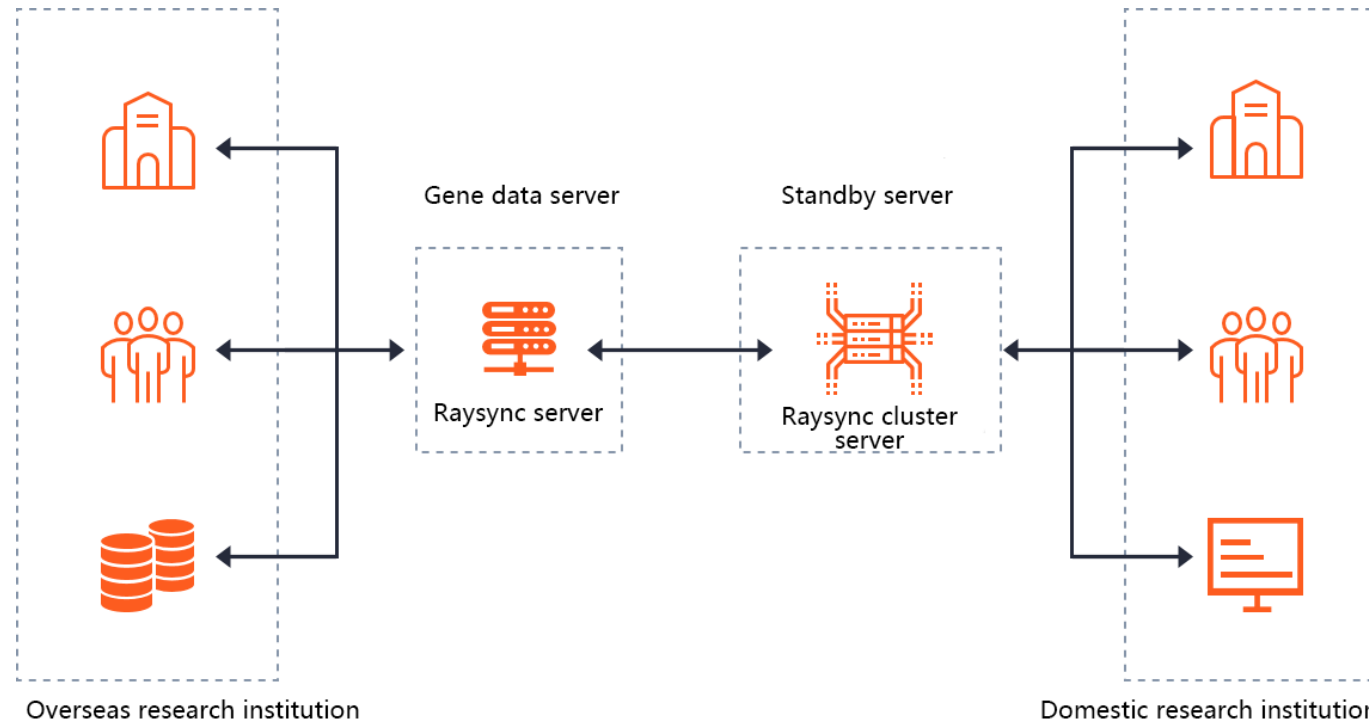 Gene data server
Standby server
Raysync server
Raysync cluster
server
Overseas research institution
Domestic research institution